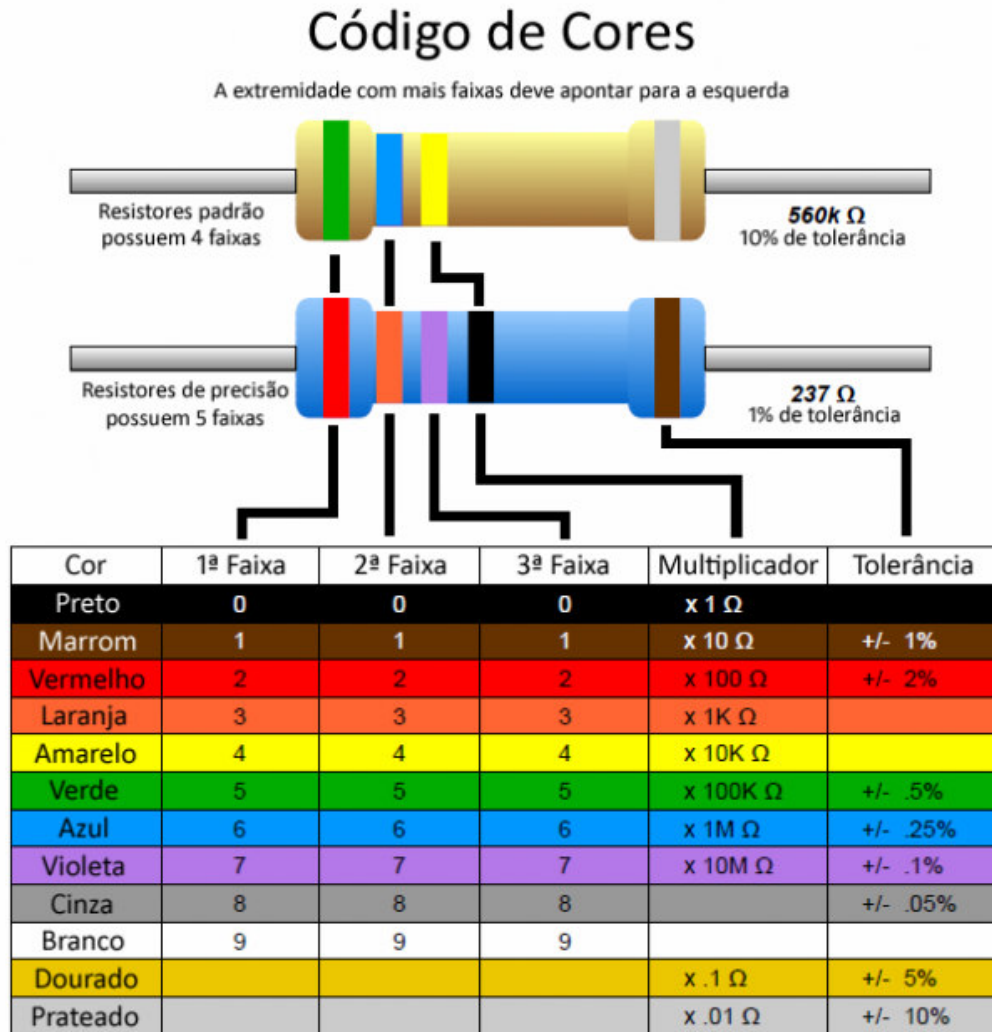 Código de Cores
A extremidade com mais faixas deve apontar para a esquerda
Resistores padrão
possuem 4 faixas
560k Ω
10% de tolerância
Resistores de precisão
possuem 5 faixas
237 Ω
1% de tolerância
Cor 1ª Faixa 2ª Faixa 3ª Faixa Multiplicador Tolerância
Preto 0 0 0 x 1 Ω
Marrom 1 1 1 x 10 Ω +/- 1%
Vermelho 2 2 2 x 100 Ω +/- 2%
Laranja 3 3 3 x 1K Ω
Amarelo 4 4 4 x 10K Ω
Verde 5 5 5 x 100K Ω +/- .5%
Azul 6 6 6 x 1M Ω +/- .25%
Violeta 7 7 7 x 10M Ω +/- .1%
Cinza 8 8 8 +/- .05%
Branco 9 9 9
Dourado x .1 Ω +/- 5%
Prateado x .01 Ω +/- 10%